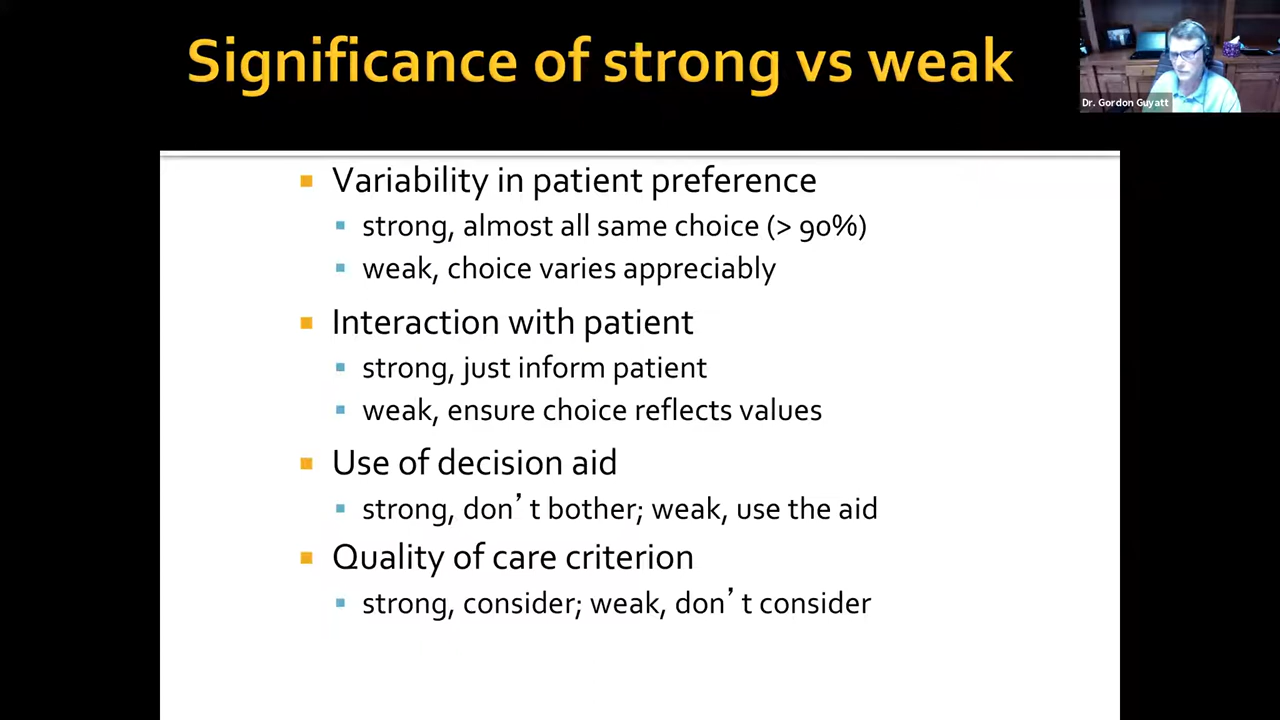 Significance of strong vs weak
Dr. Gordon Guyatt
Variability in patient preference
strong, almost all same choice (> 90%)
weak, choice varies appreciably
Interaction with patient
strong, just inform patient
weak, ensure choice reflects values
Use of decision aid
strong, don’t bother; weak, use the aid
Quality of care criterion
strong, consider; weak, don’t consider